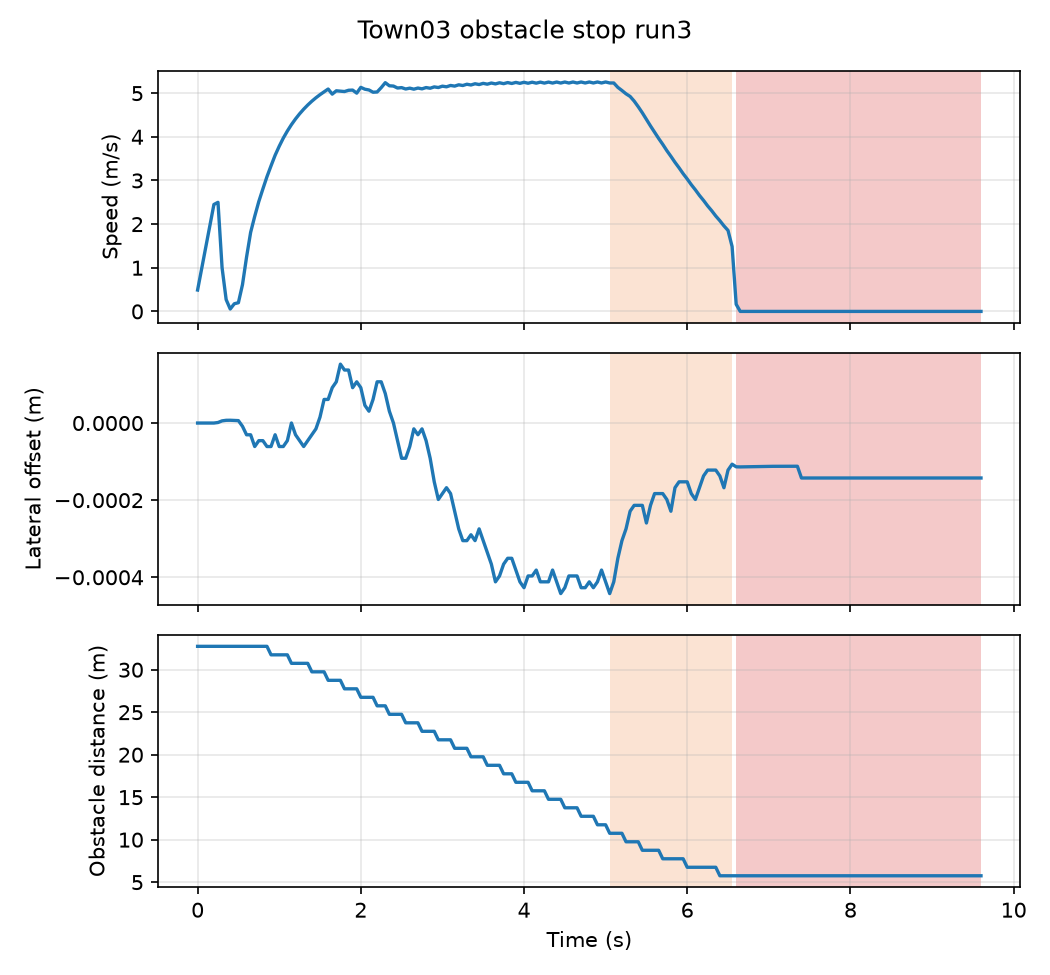 Town03 obstacle stop run3
Speed (m/s)
5
4
3
2
1
0
Lateral offset (m)
0.0000
−0.0002
−0.0004
Obstacle distance (m)
30
25
20
15
10
5
0 2 4 6 8 10
Time (s)